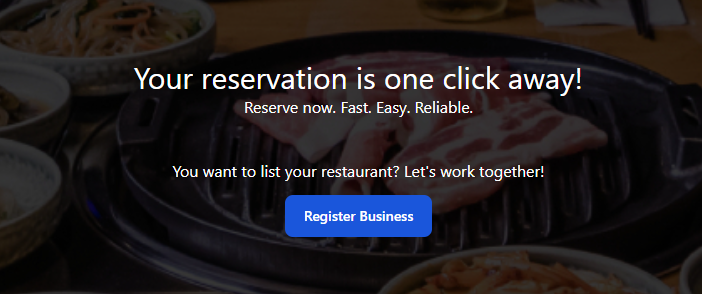 Your reservation is one click away!
Reserve now. Fast. Easy. Reliable.
You want to list your restaurant? Let's work together!
Register Business